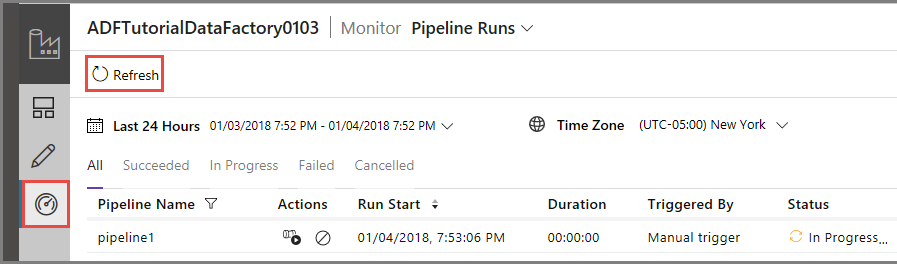 ADFTutorialDataFactory0103 Monitor Pipeline Runs
Refresh
Last 24 Hours 01/03/2018 7:52 PM - 01/04/2018 7:52 PM Time Zone (UTC-05:00) New York
All Succeeded In Progress Failed Cancelled
Pipeline Name Actions Run Start Duration Triggered By Status
pipeline1 01/04/2018, 7:53:06 PM 00:00:00 Manual trigger In Progress...